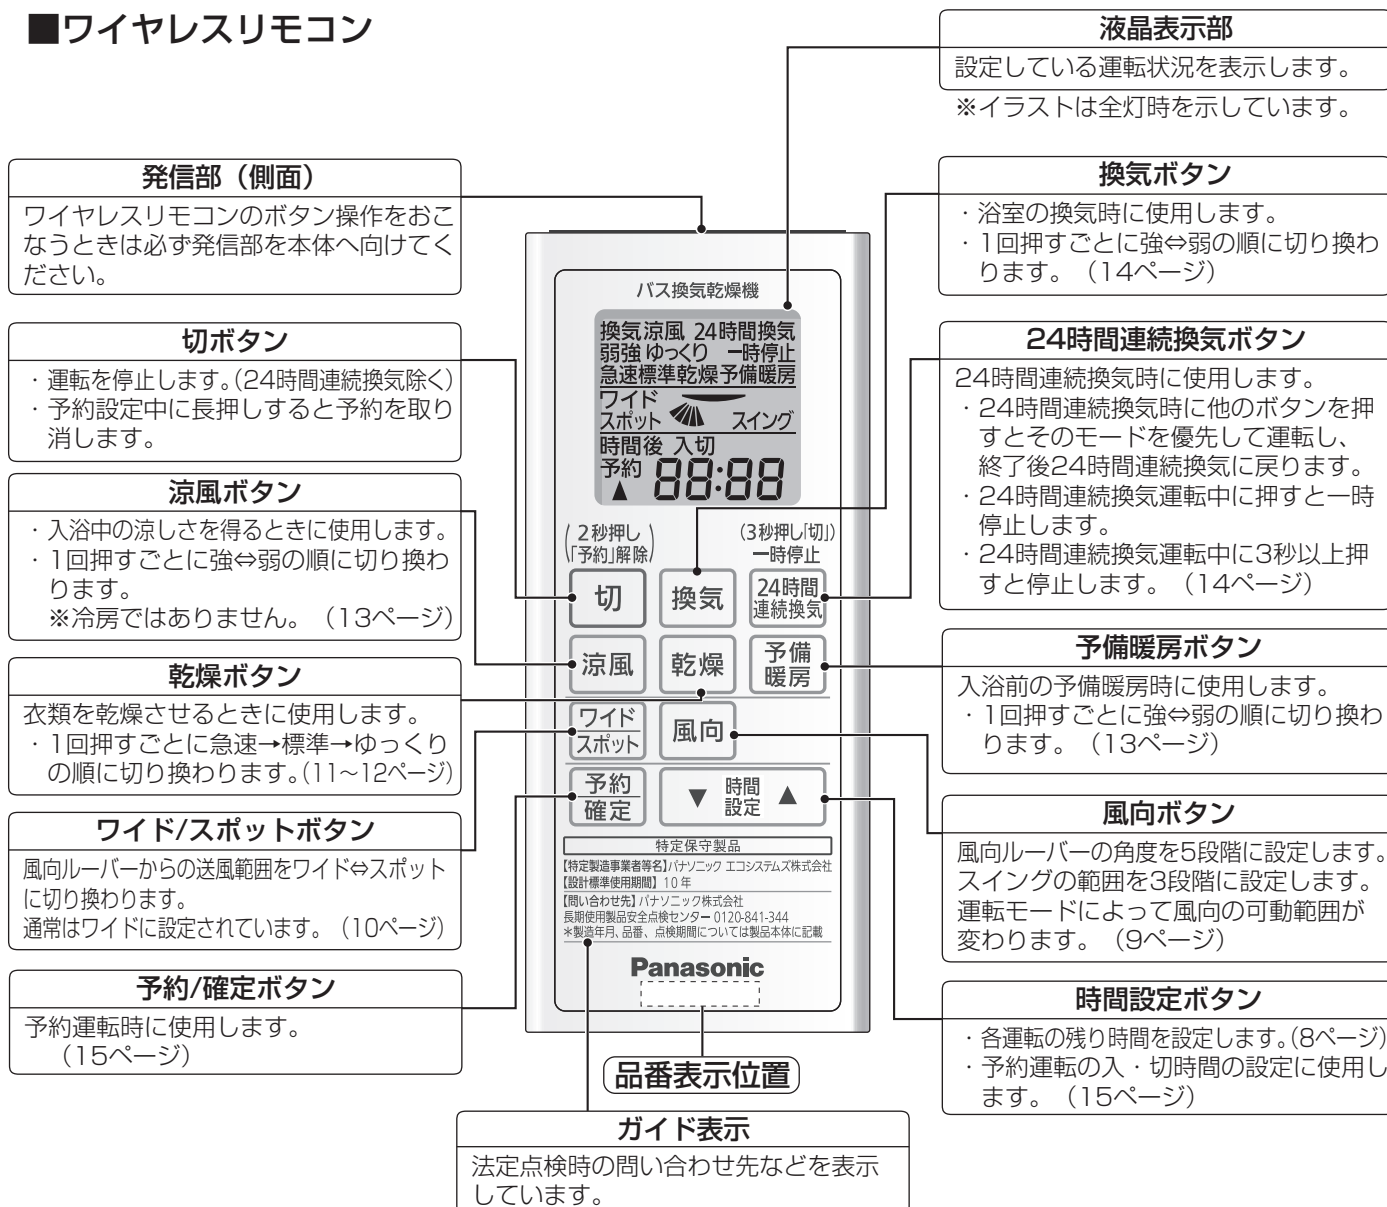 ■ワイヤレスリモコン
液晶表示部
設定している運転状況を表示します。
※イラストは全灯時を示しています。
発信部（側面）
ワイヤレスリモコンのボタン操作をおこ
なうときは必ず発信部を本体へ向けてく
ださい。
切ボタン
・運転を停止します。(24時間連続換気除く)
・予約設定中に長押しすると予約を取り
消します。
涼風ボタン
・入浴中の涼しさを得るときに使用します。
・1回押すごとに強⇔弱の順に切り換わ
ります。
※冷房ではありません。（13ページ）
乾燥ボタン
衣類を乾燥させるときに使用します。
・1回押すごとに急速→標準→ゆっくり
の順に切り換わります。(11～12ページ)
ワイド/スポットボタン
風向ルーバーからの送風範囲をワイド⇔スポット
に切り換わります。
通常はワイドに設定されています。（10ページ）
予約/確定ボタン
予約運転時に使用します。
（15ページ）
バス換気乾燥機
換気涼風 24時間換気
弱強 ゆっくり 一時停止
急速標準乾燥予備暖房
ワイド
スポット スイング
時間後 入切
予約 88:88
▲
(2秒押し
「予約」解除)
(3秒押し「切」)
一時停止
切 換気 24時間
連続換気
涼風 乾燥 予備
暖房
ワイド
スポット
風向
予約
確定
▼ 時間
設定 ▲
特定保守製品
【特定製造事業者等名】パナソニック エコシステムズ株式会社
【設計標準使用期間】10年
【問い合わせ先】パナソニック株式会社
長期使用製品安全点検センター 0120-841-344
＊製造年月、品番、点検期間については製品本体に記載
Panasonic
品番表示位置
ガイド表示
法定点検時の問い合わせ先などを表示
しています。
換気ボタン
・浴室の換気時に使用します。
・1回押すごとに強⇔弱の順に切り換わ
ります。（14ページ）
24時間連続換気ボタン
24時間連続換気時に使用します。
・24時間連続換気時に他のボタンを押
すとそのモードを優先して運転し、
終了後24時間連続換気に戻ります。
・24時間連続換気運転中に押すと一時
停止します。
・24時間連続換気運転中に3秒以上押
すと停止します。（14ページ）
予備暖房ボタン
入浴前の予備暖房時に使用します。
・1回押すごとに強⇔弱の順に切り換わ
ります。（13ページ）
風向ボタン
風向ルーバーの角度を5段階に設定します。
スイングの範囲を3段階に設定します。
運転モードによって風向の可動範囲が
変わります。（9ページ）
時間設定ボタン
・各運転の残り時間を設定します。(8ページ)
・予約運転の入・切時間の設定に使用し
ます。（15ページ）